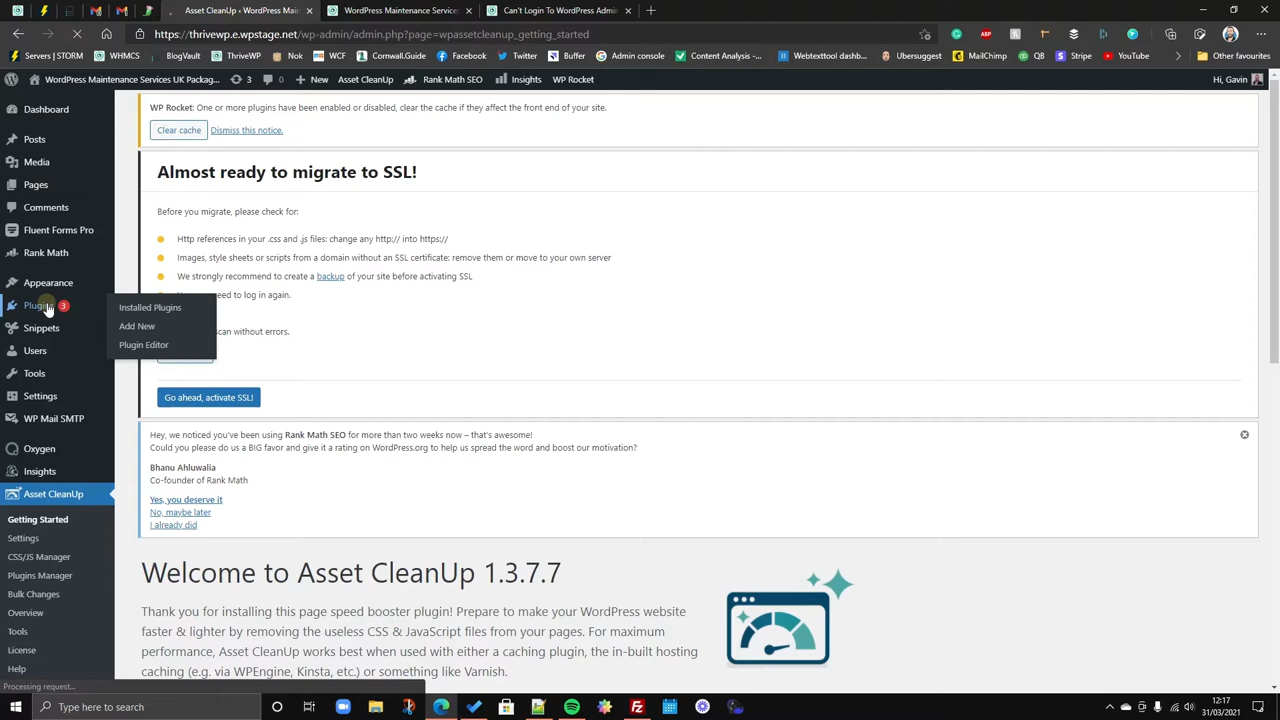 Asset CleanUp ‹ WordPress Main
WordPress Maintenance Services
Can't Login To WordPress Admin
https://thrivewp.e.wpstage.net/wp-admin/admin.php?page=wpassetcleanup_getting_started
Servers | STORM
WHMCS
BlogVault
ThriveWP
WCF
Cornwall.Guide
Google
Admin console
Content Analysis -...
Webtexttool dashbo...
Ubersuggest
MailChimp
QB
Stripe
YouTube
Other favourites
WordPress Maintenance Services UK Packag...
3
0
New
Asset CleanUp
Rank Math SEO
Insights
WP Rocket
Hi, Gavin
Dashboard
Posts
Media
Pages
Comments
Fluent Forms Pro
Rank Math
Appearance
Plugins 3
Snippets
Users
Tools
Settings
WP Mail SMTP
Oxygen
Insights
Asset CleanUp
Getting Started
Settings
CSS/JS Manager
Plugins Manager
Bulk Changes
Overview
Tools
License
Help
Installed Plugins
Add New
Plugin Editor
WP Rocket: One or more plugins have been enabled or disabled, clear the cache if they affect the front end of your site.
Clear cache
Dismiss this notice.
Almost ready to migrate to SSL!
Before you migrate, please check for:
Http references in your .css and .js files: change any http:// into https://
Images, style sheets or scripts from a domain without an SSL certificate: remove them or move to your own server
We strongly recommend to create a backup of your site before activating SSL
need to log in again.
scan without errors.
Go ahead, activate SSL!
Hey, we noticed you've been using Rank Math SEO for more than two weeks now – that's awesome!
Could you please do us a BIG favor and give it a rating on WordPress.org to help us spread the word and boost our motivation?
Bhanu Ahluwalia
Co-founder of Rank Math
Yes, you deserve it
No, maybe later
I already did
Welcome to Asset CleanUp 1.3.7.7
Thank you for installing this page speed booster plugin! Prepare to make your WordPress website
faster & lighter by removing the useless CSS & JavaScript files from your pages. For maximum
performance, Asset CleanUp works best when used with either a caching plugin, the in-built hosting
caching (e.g. via WPEngine, Kinsta, etc.) or something like Varnish.
Processing request...
Type here to search
12:17
31/03/2021